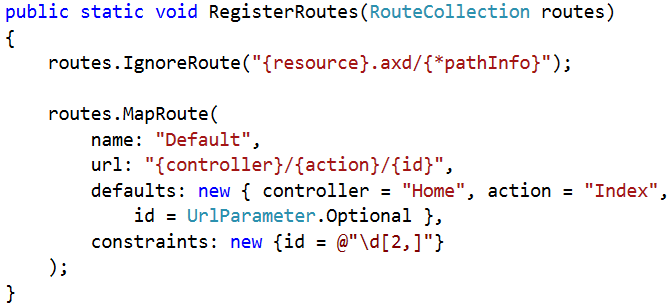 public static void RegisterRoutes(RouteCollection routes)
{
    routes.IgnoreRoute("{resource}.axd/{*pathInfo}");

    routes.MapRoute(
        name: "Default",
        url: "{controller}/{action}/{id}",
        defaults: new { controller = "Home", action = "Index",
            id = UrlParameter.Optional },
        constraints: new {id = @"\d[2,]"}
    );
}